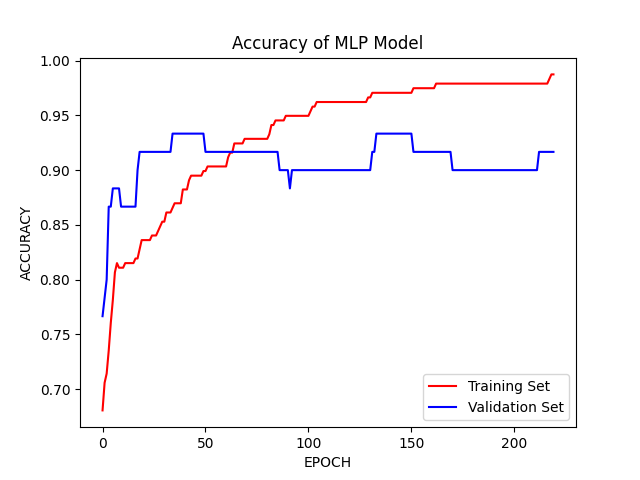 Accuracy of MLP Model
1.00
0.95
0.90
0.85
0.80
0.75
0.70
ACCURACY
0
50
100
150
200
EPOCH
Training Set
Validation Set